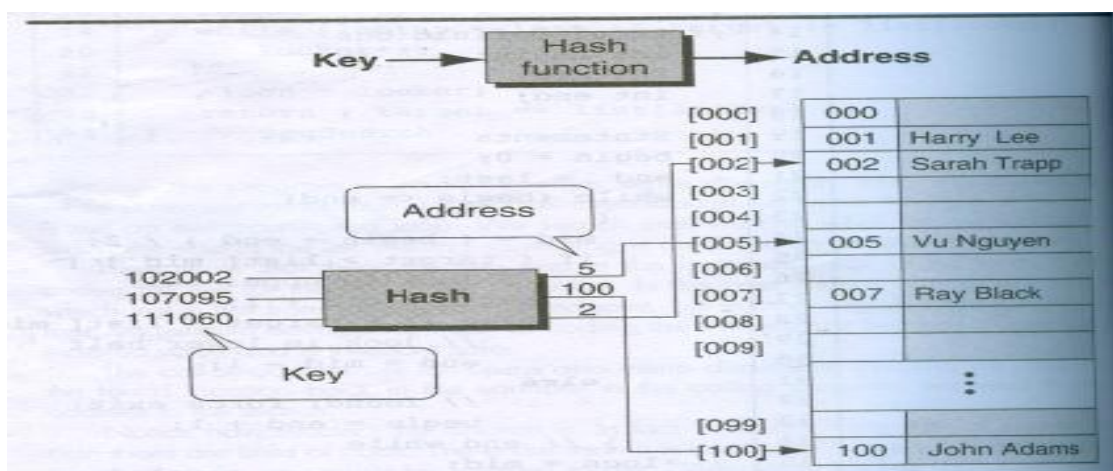 Key
Hash
function
Address
[000] 000
[001] 001 Harry Lee
[002] 002 Sarah Trapp
[003]
[004]
[005] 005 Vu Nguyen
[006]
[007] 007 Ray Black
[008]
[009]
[099]
[100] 100 John Adams
Address
102002
107095
111060
Hash
5
100
2
Key